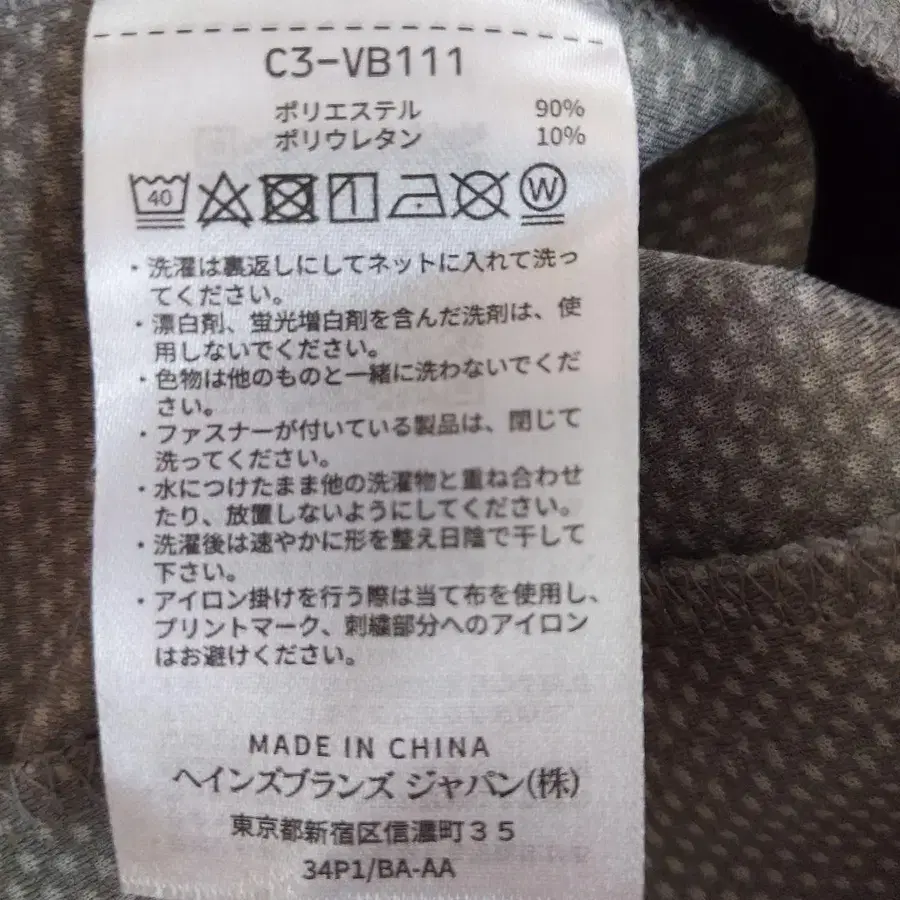 C3-VB111
ポリエステル 90%
ポリウレタン 10%
40 W
・洗濯は裏返しにしてネットに入れて洗っ
てください。
・漂白剤、蛍光増白剤を含んだ洗剤は、使
用しないでください。
・色物は他のものと一緒に洗わないでくだ
さい。
・ファスナーが付いている製品は、閉じて
洗ってください。
・水につけたまま他の洗濯物と重ね合わせ
たり、放置しないようにしてください。
・洗濯後は速やかに形を整え日陰で干して
下さい。
・アイロン掛けを行う際は当て布を使用し、
プリントマーク、刺繍部分へのアイロン
はお避けください。
MADE IN CHINA
ヘインズブランズ ジャパン(株)
東京都新宿区信濃町35
34P1/BA-AA